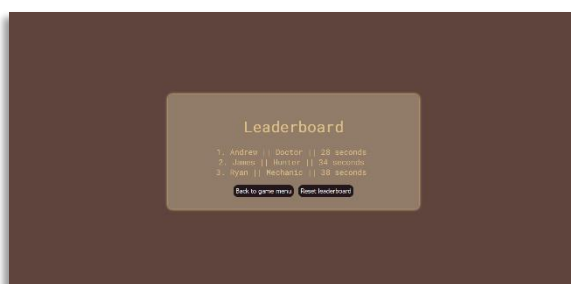 Leaderboard
1. Andrew || Doctor || 28 seconds
2. James || Hunter || 34 seconds
3. Ryan || Mechanic || 38 seconds
Back to game menu Reset leaderboard